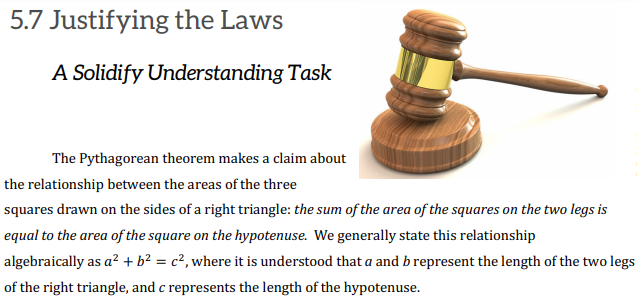 5.7 Justifying the Laws
A Solidify Understanding Task
The Pythagorean theorem makes a claim about
the relationship between the areas of the three
squares drawn on the sides of a right triangle: the sum of the area of the squares on the two legs is
equal to the area of the square on the hypotenuse. We generally state this relationship
algebraically as a² + b² = c², where it is understood that a and b represent the length of the two legs
of the right triangle, and c represents the length of the hypotenuse.